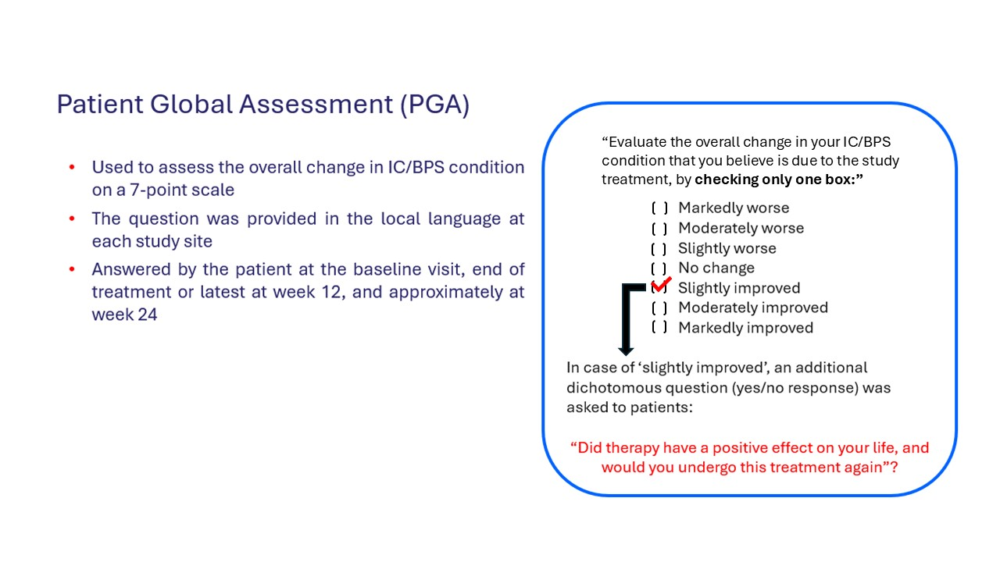 Patient Global Assessment (PGA)
• Used to assess the overall change in IC/BPS condition
on a 7-point scale
• The question was provided in the local language at
each study site
• Answered by the patient at the baseline visit, end of
treatment or latest at week 12, and approximately at
week 24
“Evaluate the overall change in your IC/BPS
condition that you believe is due to the study
treatment, by checking only one box:”
( ) Markedly worse
( ) Moderately worse
( ) Slightly worse
( ) No change
(✓) Slightly improved
( ) Moderately improved
( ) Markedly improved
In case of ‘slightly improved’, an additional
dichotomous question (yes/no response) was
asked to patients:
“Did therapy have a positive effect on your life, and
would you undergo this treatment again”?